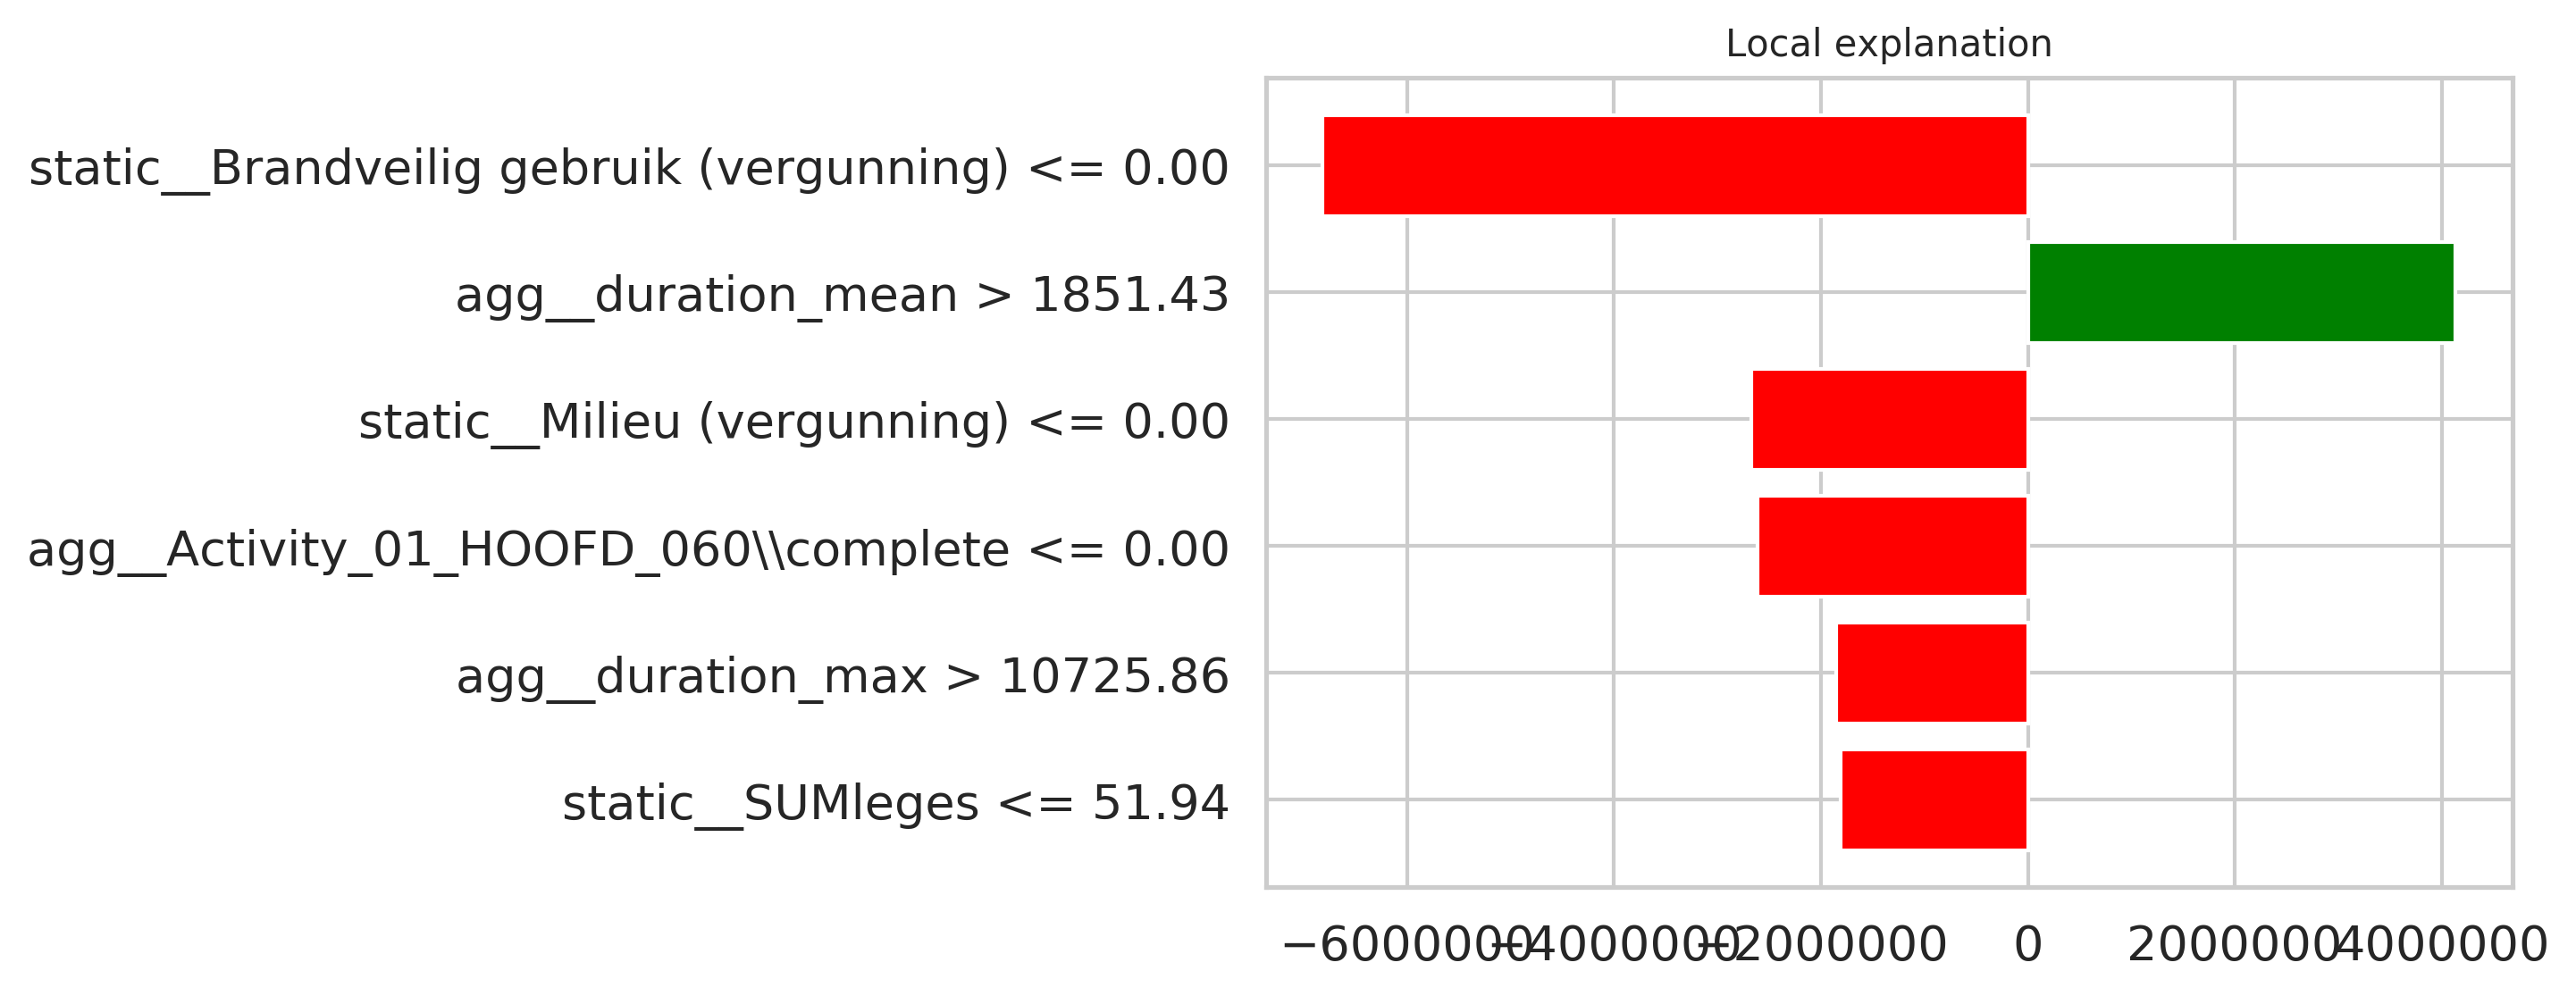 Local explanation
static__Brandveilig gebruik (vergunning) <= 0.00
agg__duration_mean > 1851.43
static__Milieu (vergunning) <= 0.00
agg__Activity_01_HOOFD_060\\complete <= 0.00
agg__duration_max > 10725.86
static__SUMleges <= 51.94
−6000000 −4000000 −2000000 0 2000000 4000000